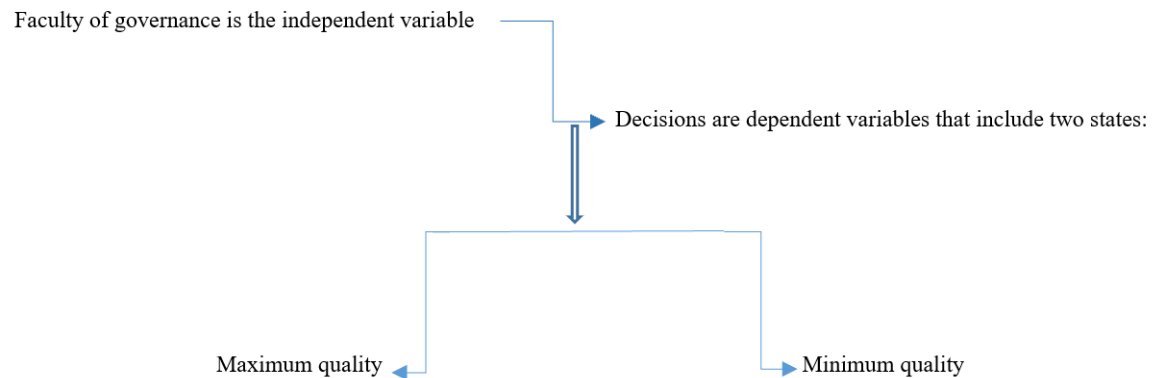 Faculty of governance is the independent variable
Decisions are dependent variables that include two states:
Maximum quality
Minimum quality